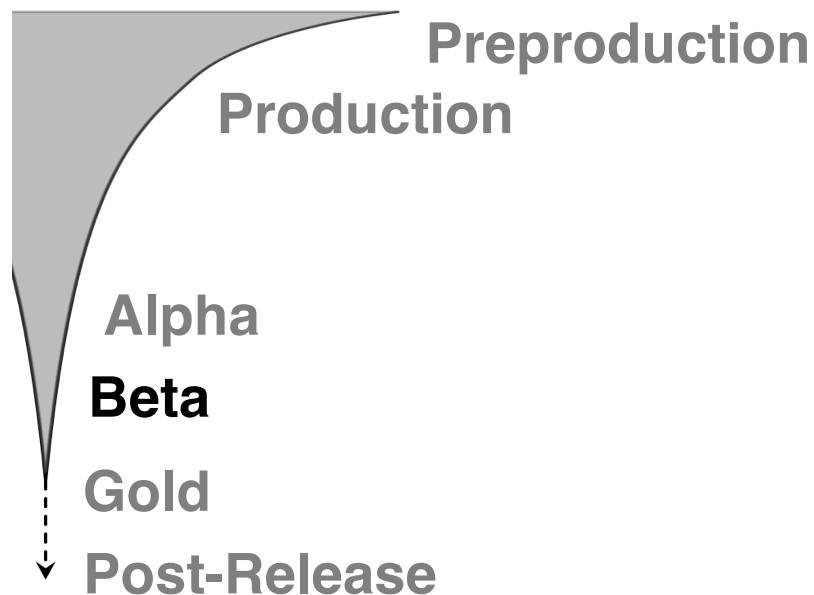 Preproduction
Production
Alpha
Beta
Gold
Post-Release